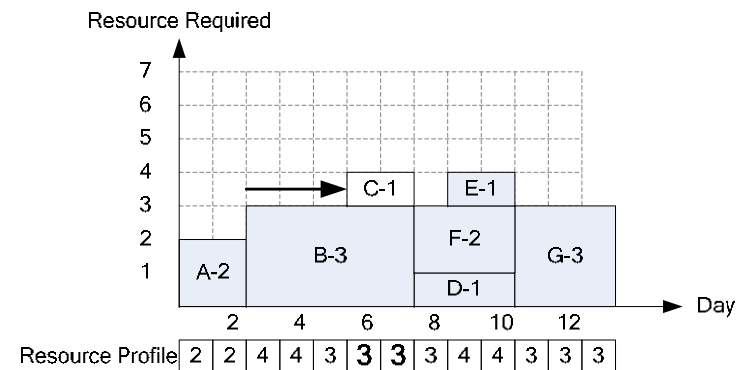 Resource Required
7
6
5
4
3
2
1
C-1
E-1
A-2
B-3
F-2
D-1
G-3
2 4 6 8 10 12
Day
Resource Profile 2 2 4 4 3 3 3 3 4 4 3 3 3